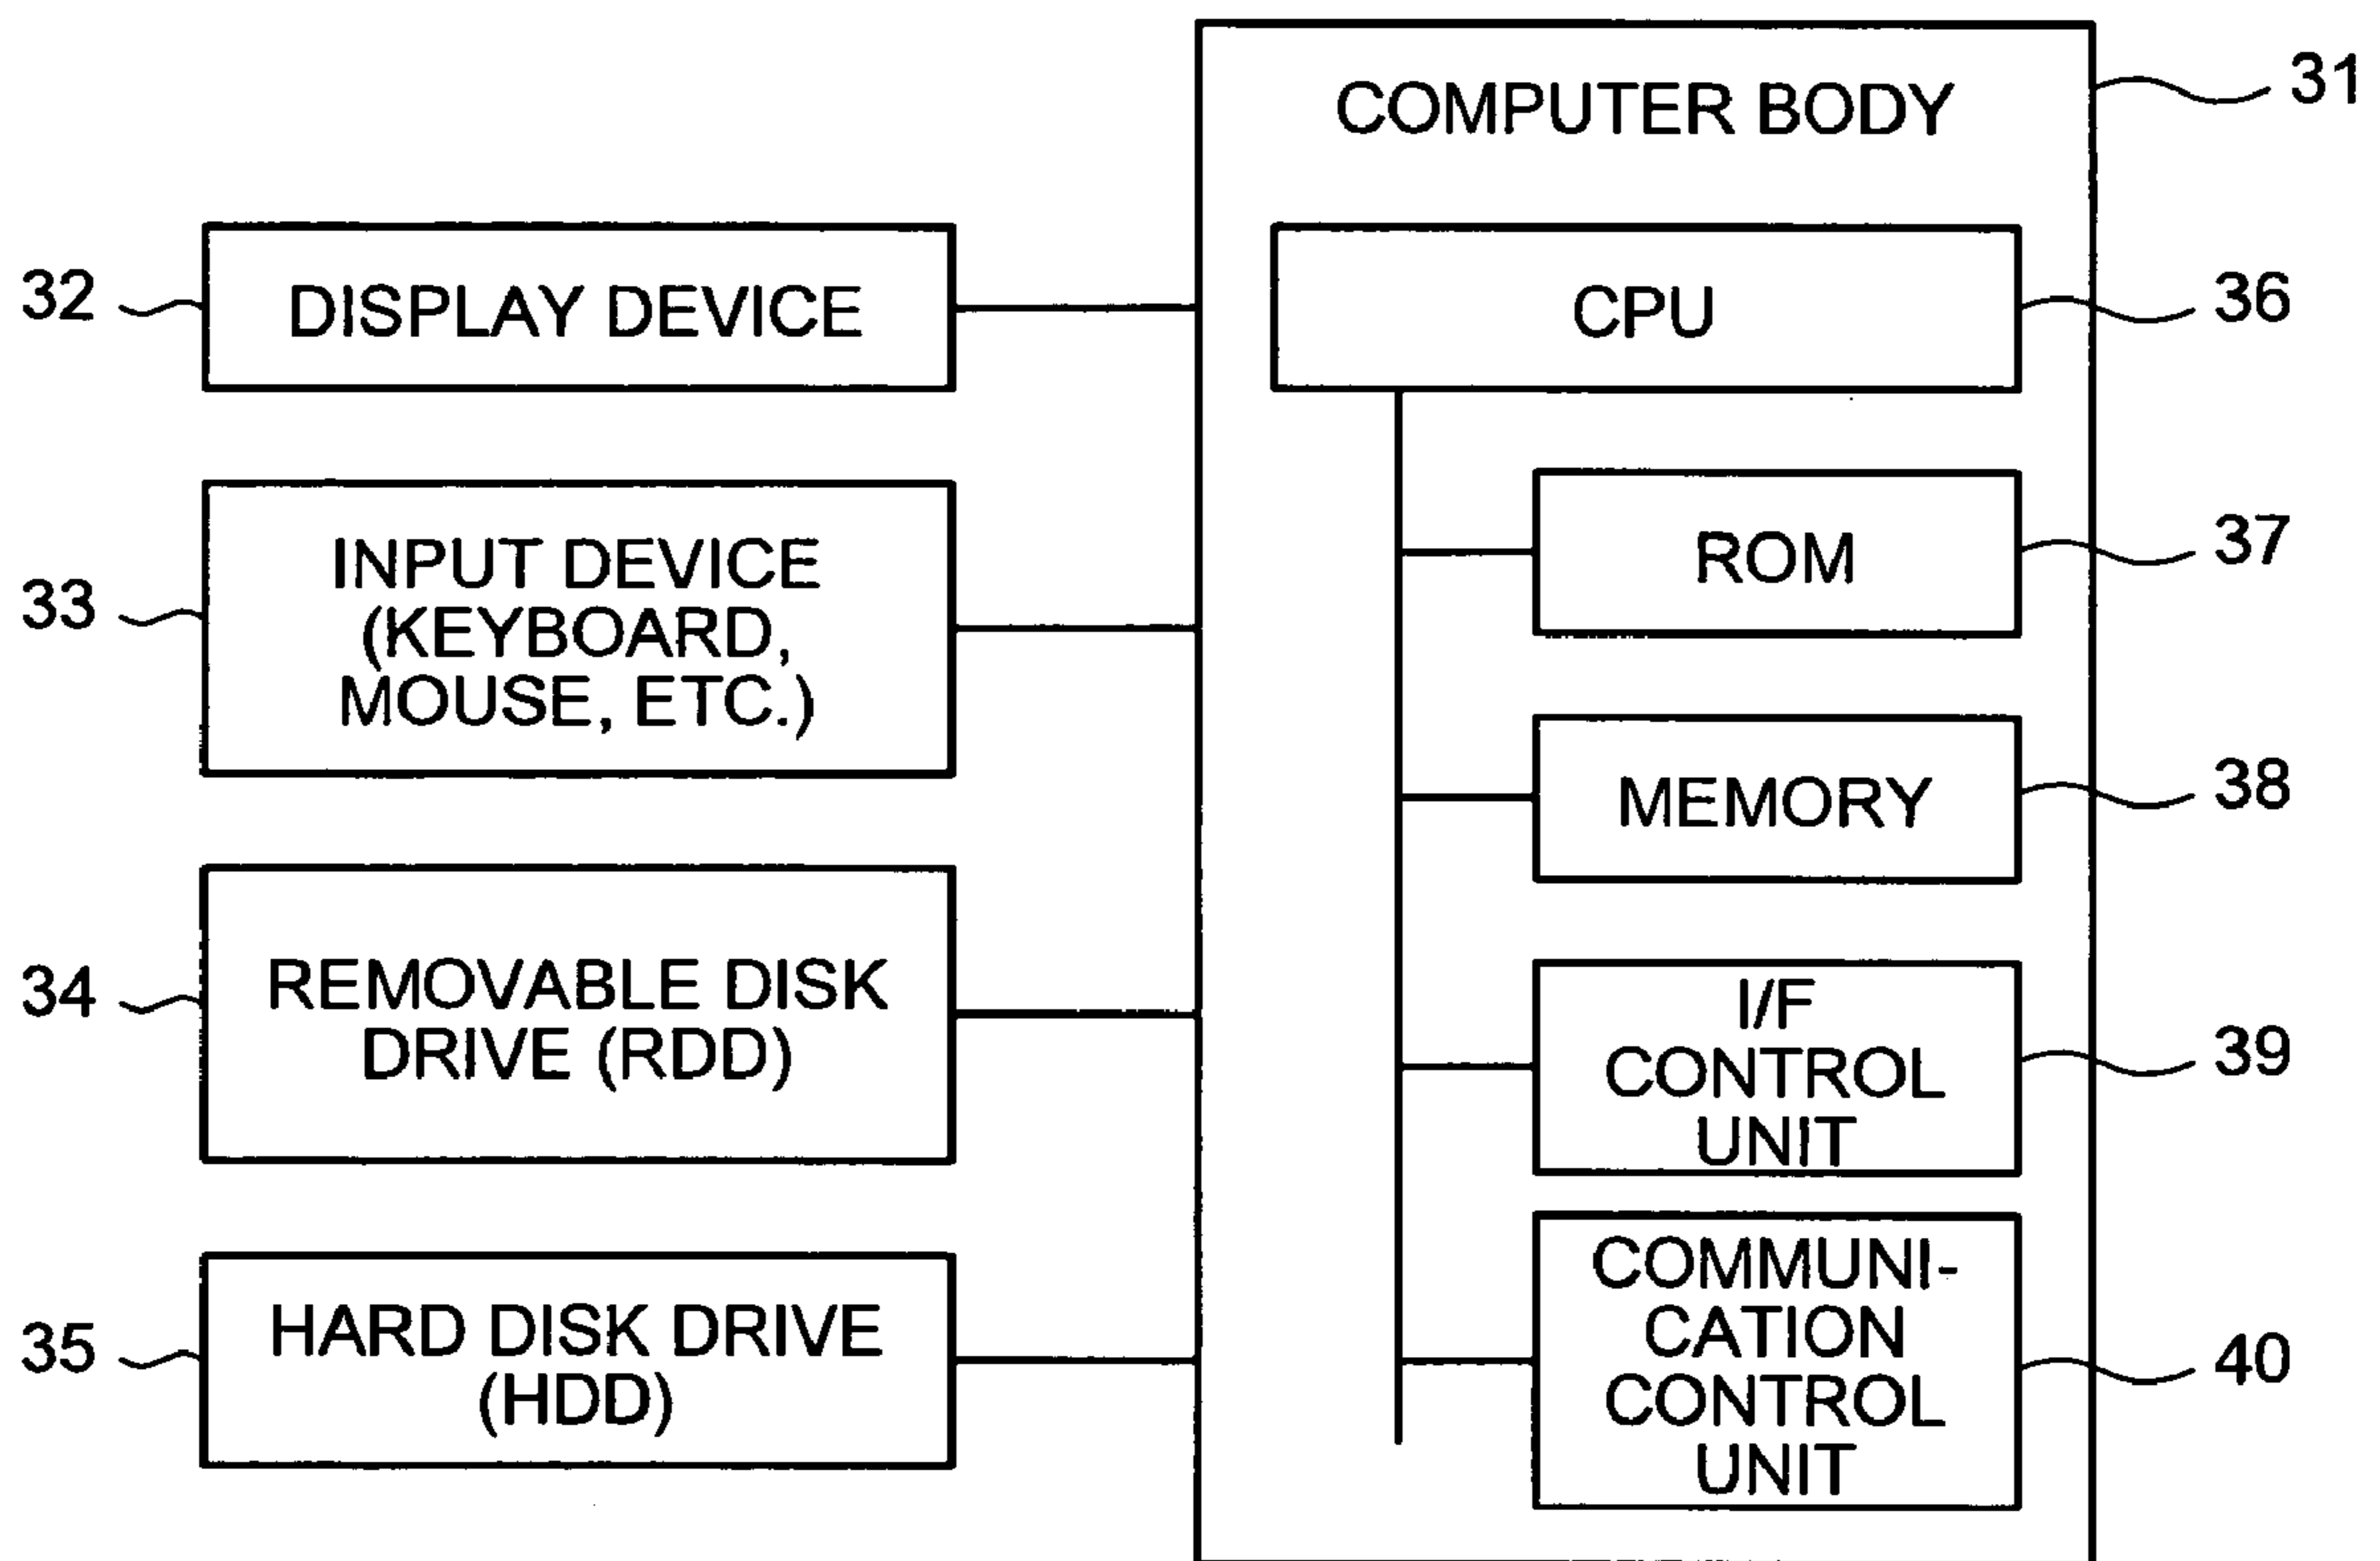 COMPUTER BODY
31
32
DISPLAY DEVICE
CPU
36
33
INPUT DEVICE
(KEYBOARD,
MOUSE, ETC.)
ROM
37
MEMORY
38
34
REMOVABLE DISK
DRIVE (RDD)
I/F
CONTROL
UNIT
39
35
HARD DISK DRIVE
(HDD)
COMMUNI-
CATION
CONTROL
UNIT
40